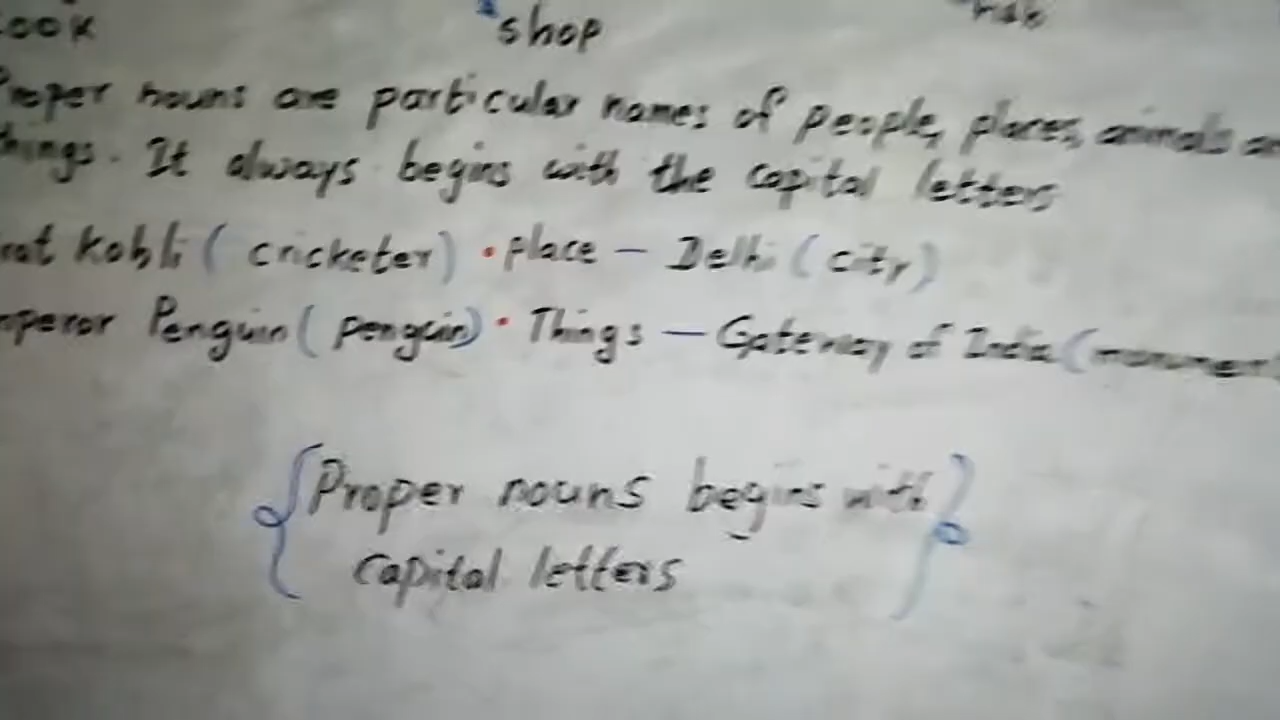 shop
Proper nouns are particular names of people, places, animals
things. It always begins with the capital letters
Kohli ( cricketer) • place — Delhi ( city)
Penguin ( penguin) • Things — Gateway of India (
Proper nouns begins with
capital letters